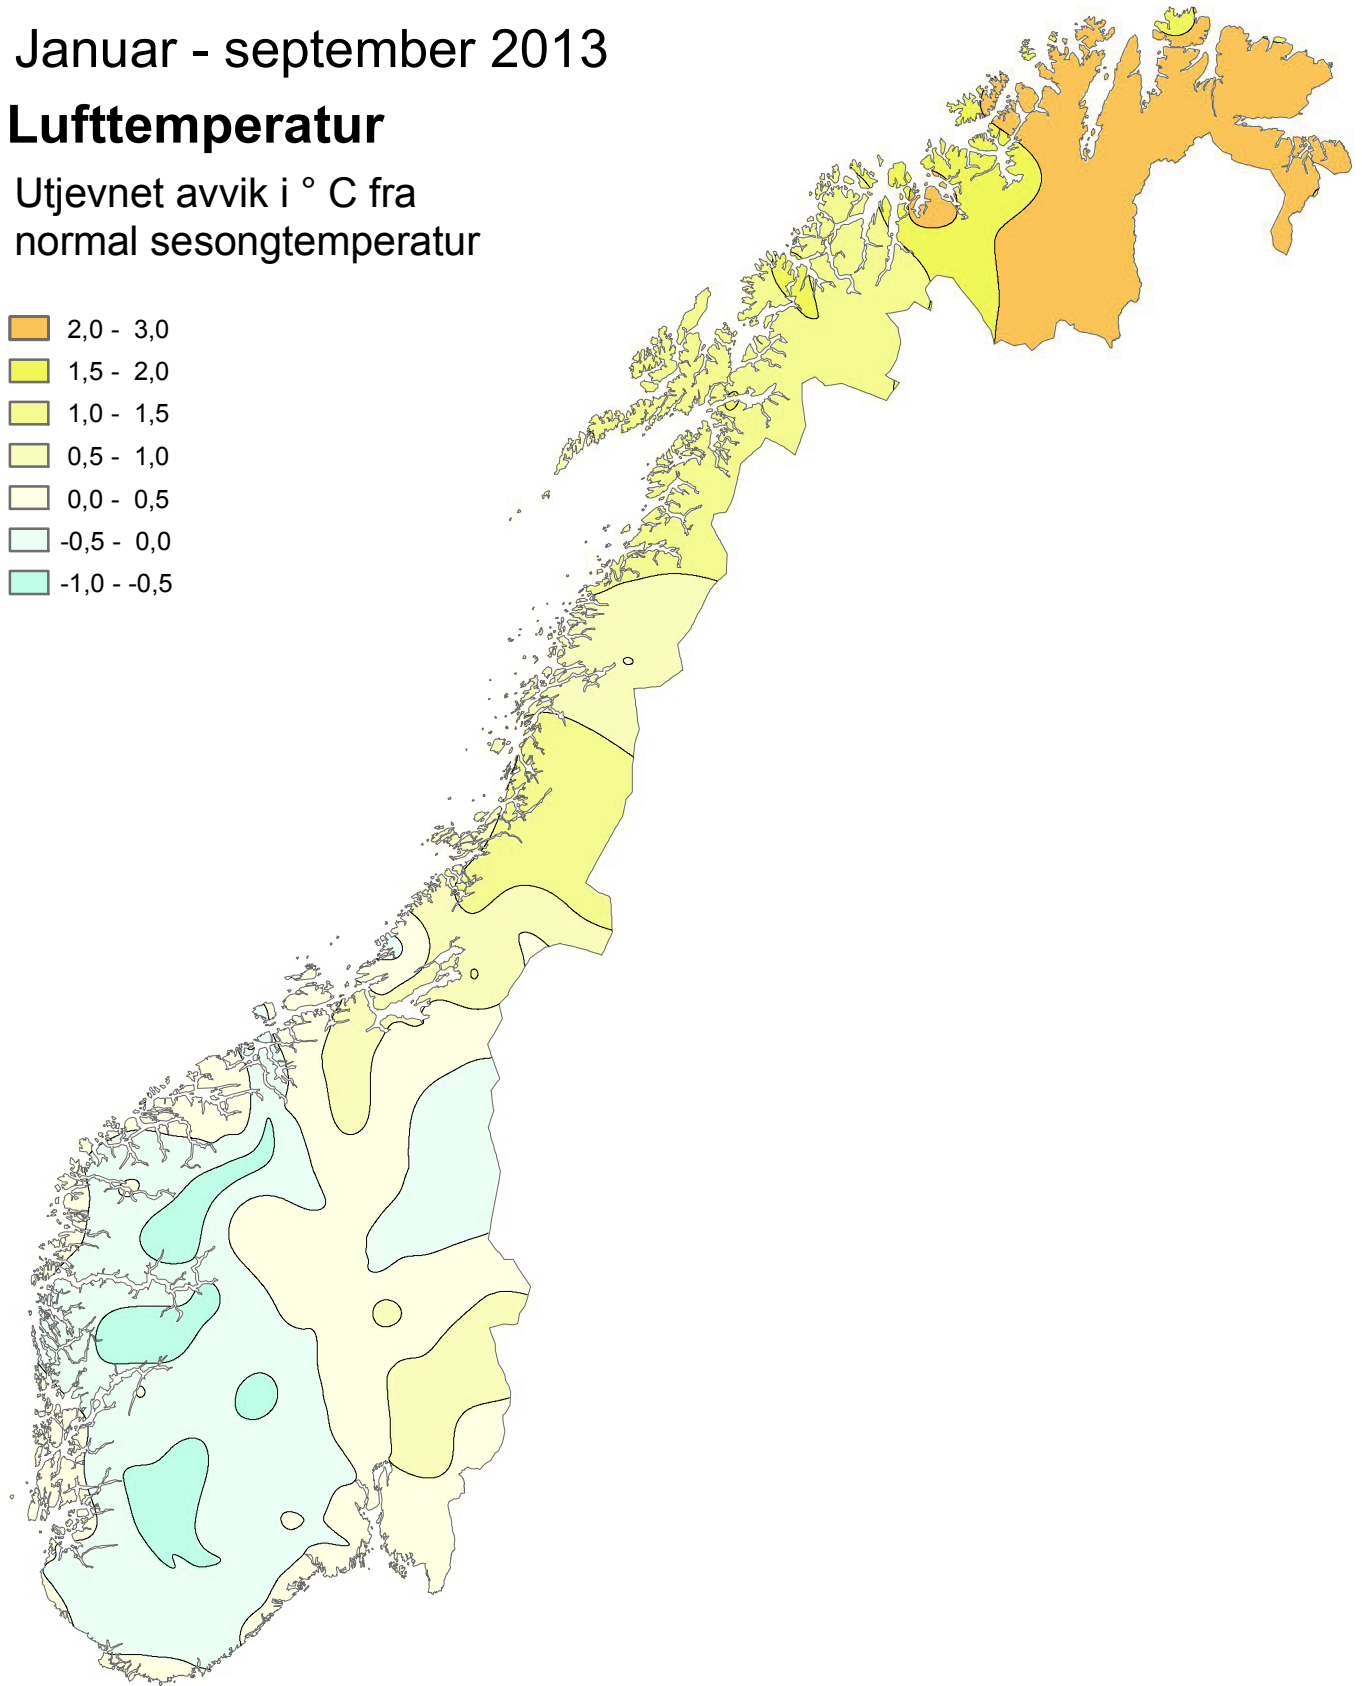 Januar - september 2013
Lufttemperatur
Utjevnet avvik i ° C fra
normal sesongtemperatur
2,0 - 3,0
1,5 - 2,0
1,0 - 1,5
0,5 - 1,0
0,0 - 0,5
-0,5 - 0,0
-1,0 - -0,5